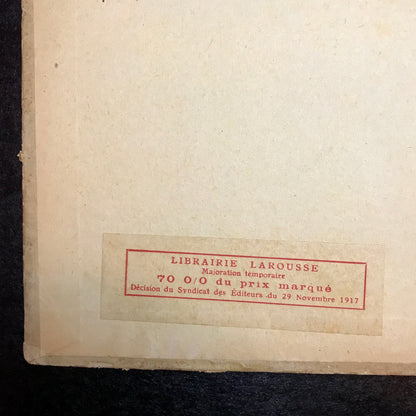 LIBRAIRIE LAROUSSE
Majoration temporaire
70 0/0 du prix marqué
Décision du Syndicat des Éditeurs du 29 Novembre 1917